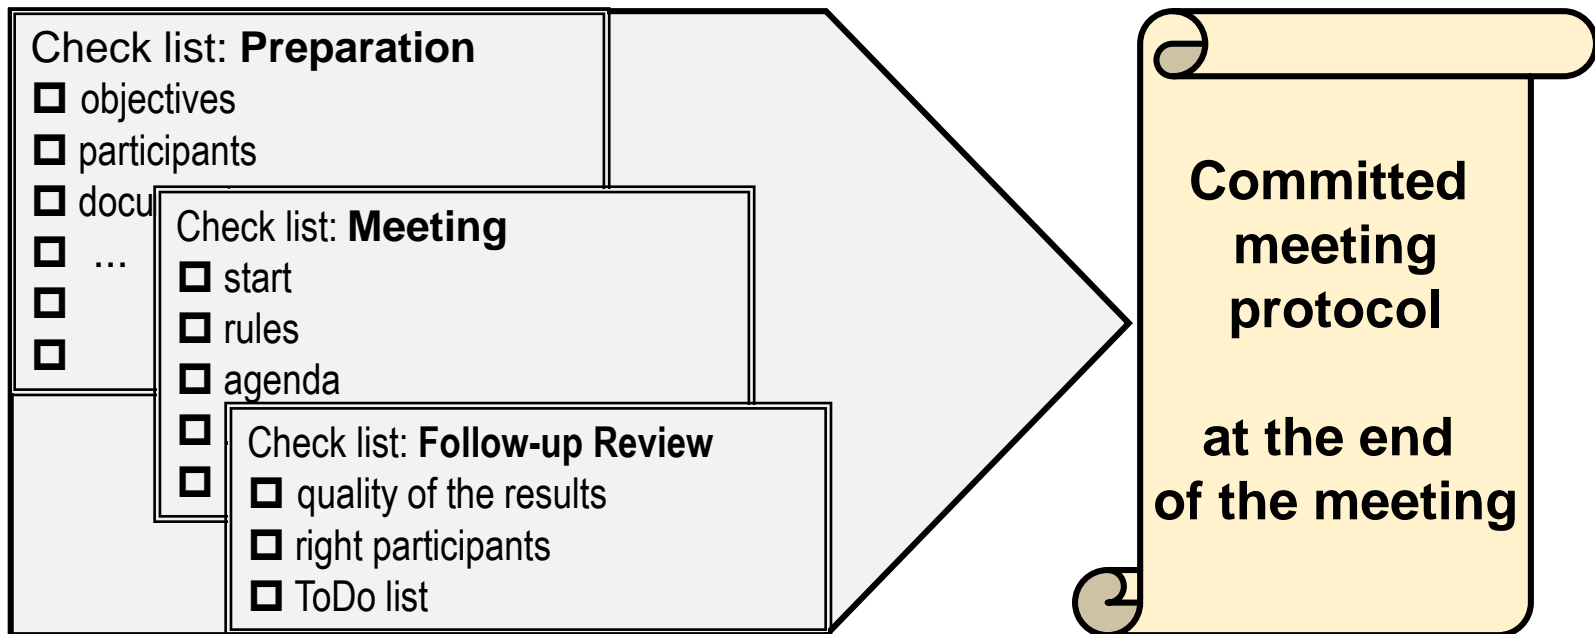 Check list: Preparation
objectives
participants
docu
...
Check list: Meeting
start
rules
agenda
Check list: Follow-up Review
quality of the results
right participants
ToDo list
Committed
meeting
protocol
at the end
of the meeting